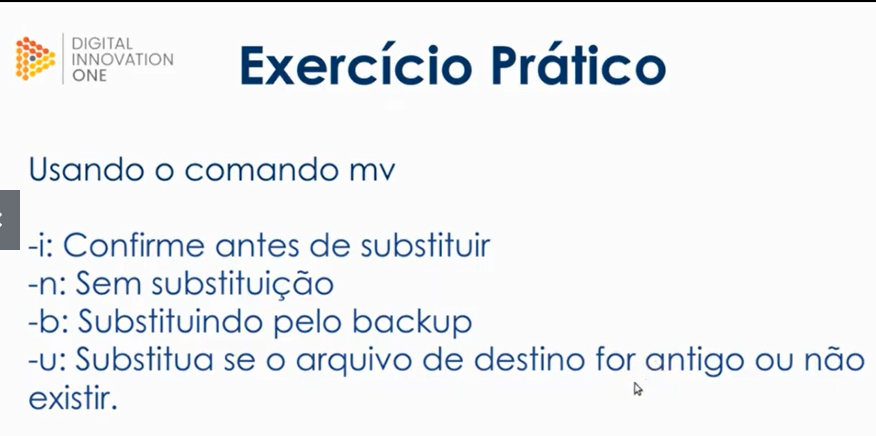 DIGITAL
INNOVATION
ONE
Exercício Prático
Usando o comando mv
-i: Confirme antes de substituir
-n: Sem substituição
-b: Substituindo pelo backup
-u: Substitua se o arquivo de destino for antigo ou não
existir.